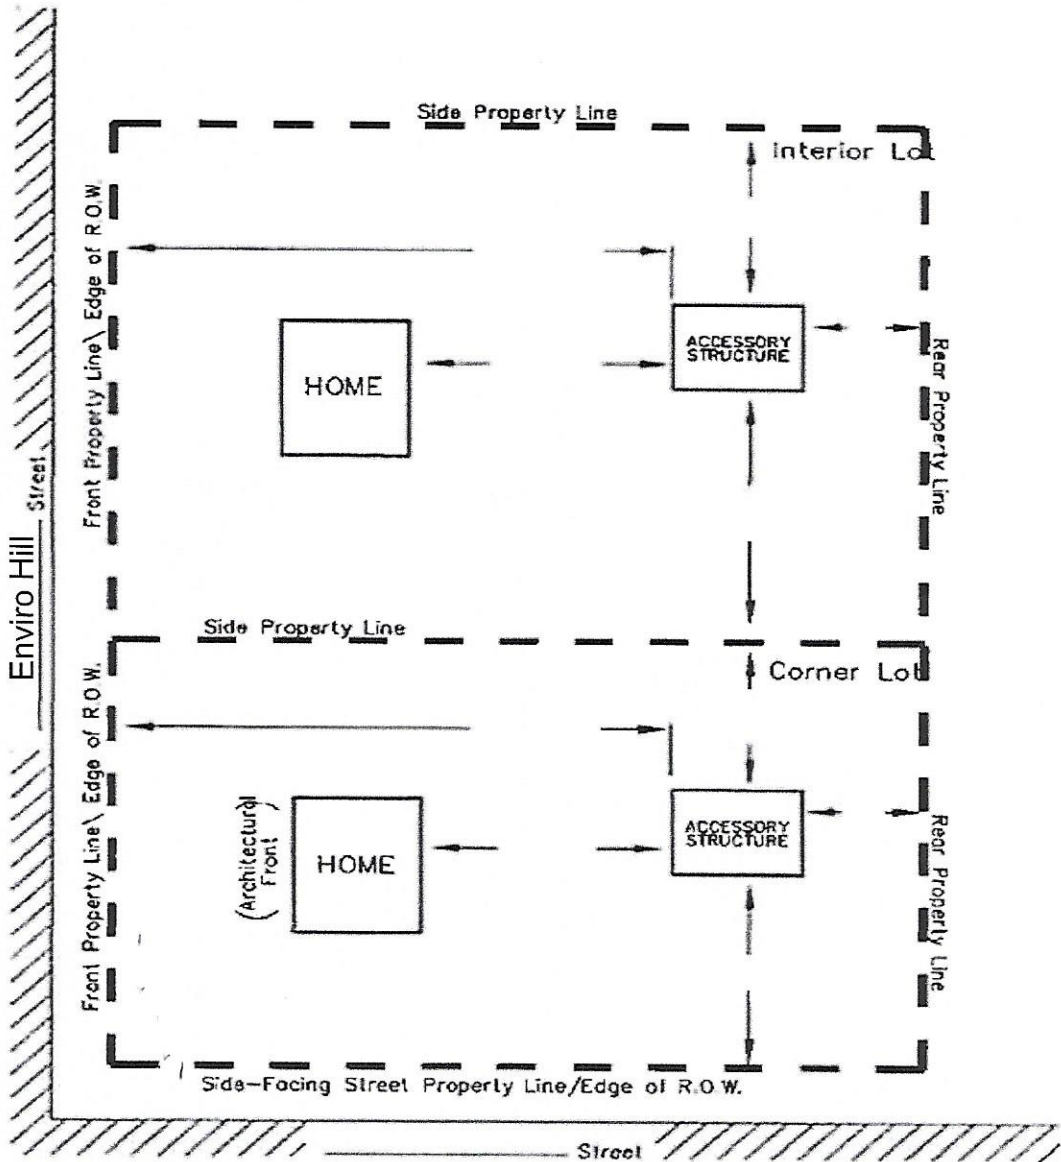 Side Property Line
Interior Lot
Front Property Line\ Edge of R.O.W.
ACCESSORY
STRUCTURE
HOME
Rear Property Line
Enviro Hill Street
Side Property Line
Corner Lot
Front Property Line\ Edge of R.O.W.
(Architectural
Front)
HOME
ACCESSORY
STRUCTURE
Rear Property Line
Side-Facing Street Property Line/Edge of R.O.W.
Street